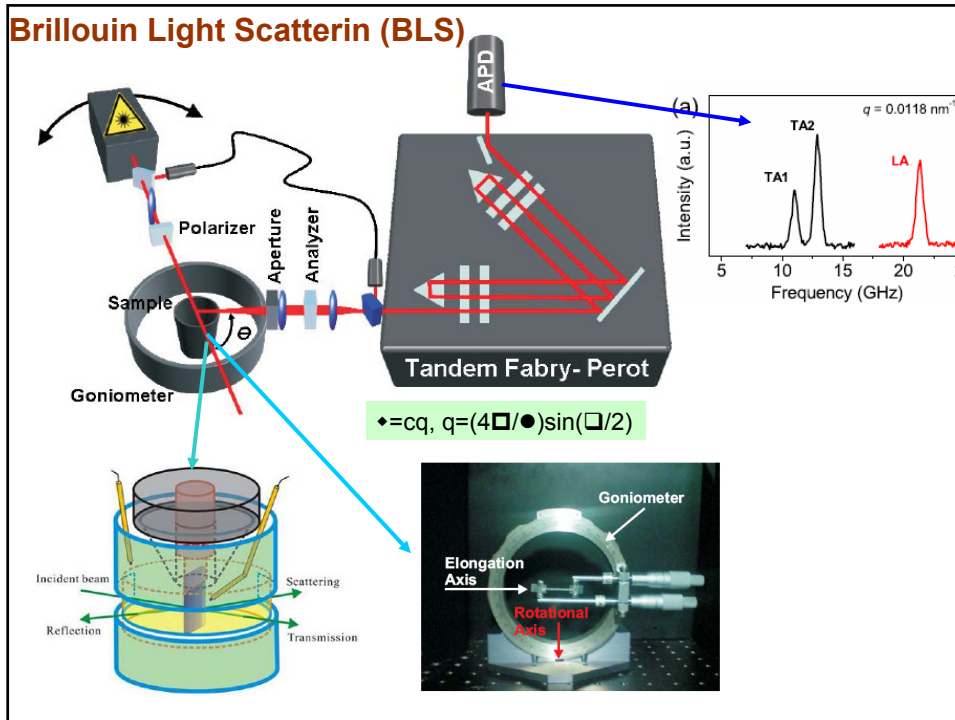 Brillouin Light Scatterin (BLS)
APD
(a)
q = 0.0118 nm⁻¹
TA2
TA1
LA
Intensity (a.u.)
5 10 15 20 2
Frequency (GHz)
Polarizer
Aperture
Analyzer
Sample
Θ
Goniometer
Tandem Fabry- Perot
◆=cq, q=(4❑/●)sin(❑/2)
Incident beam
Scattering
Reflection
Transmission
Goniometer
Elongation
Axis
Rotational
Axis